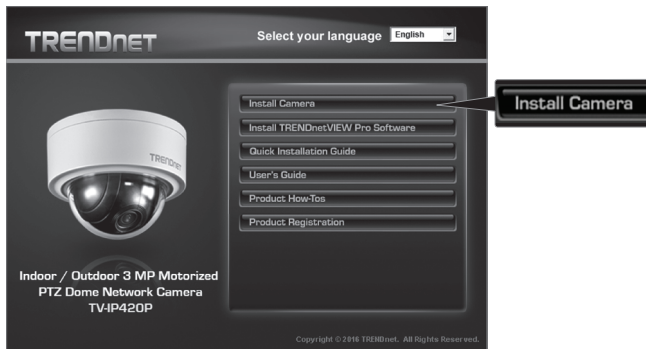 TRENDnet
Select your language English
Install Camera
Install Camera
Install TRENDnetVIEW Pro Software
Quick Installation Guide
User's Guide
Product How-Tos
Product Registration
TRENDnet
Indoor / Outdoor 3 MP Motorized
PTZ Dome Network Camera
TV-IP420P
Copyright © 2016 TRENDnet. All Rights Reserved.